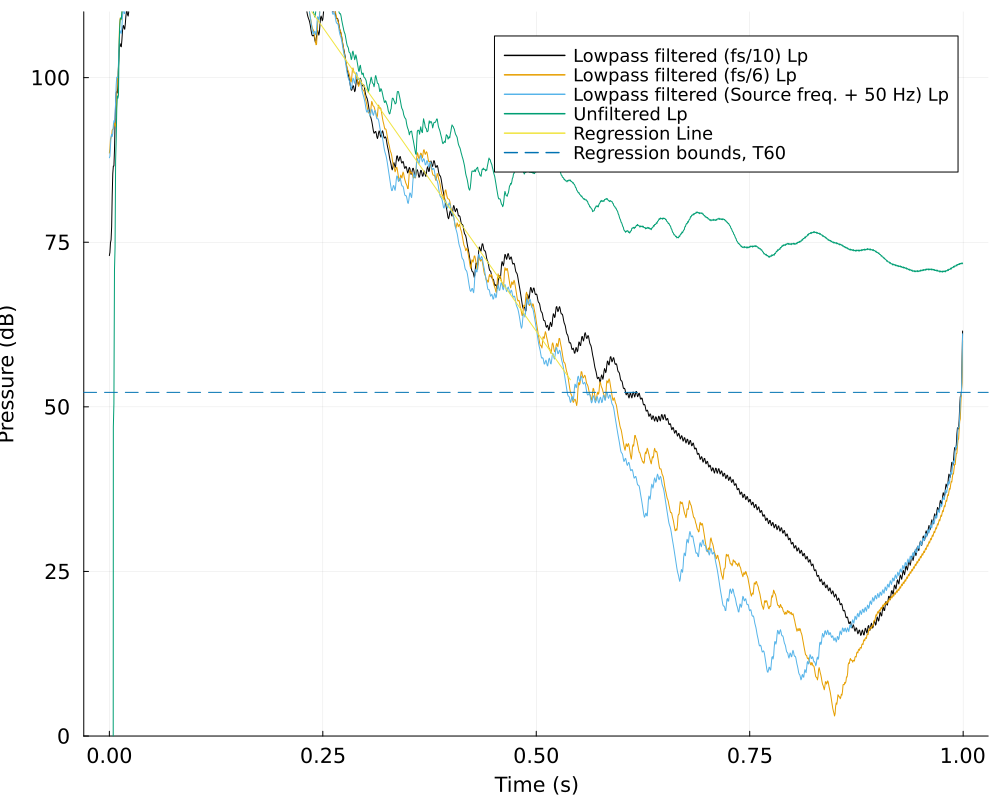 Lowpass filtered (fs/10) Lp
Lowpass filtered (fs/6) Lp
Lowpass filtered (Source freq. + 50 Hz) Lp
Unfiltered Lp
Regression Line
Regression bounds, T60
100
75
50
25
0
Pressure (dB)
0.00 0.25 0.50 0.75 1.00
Time (s)